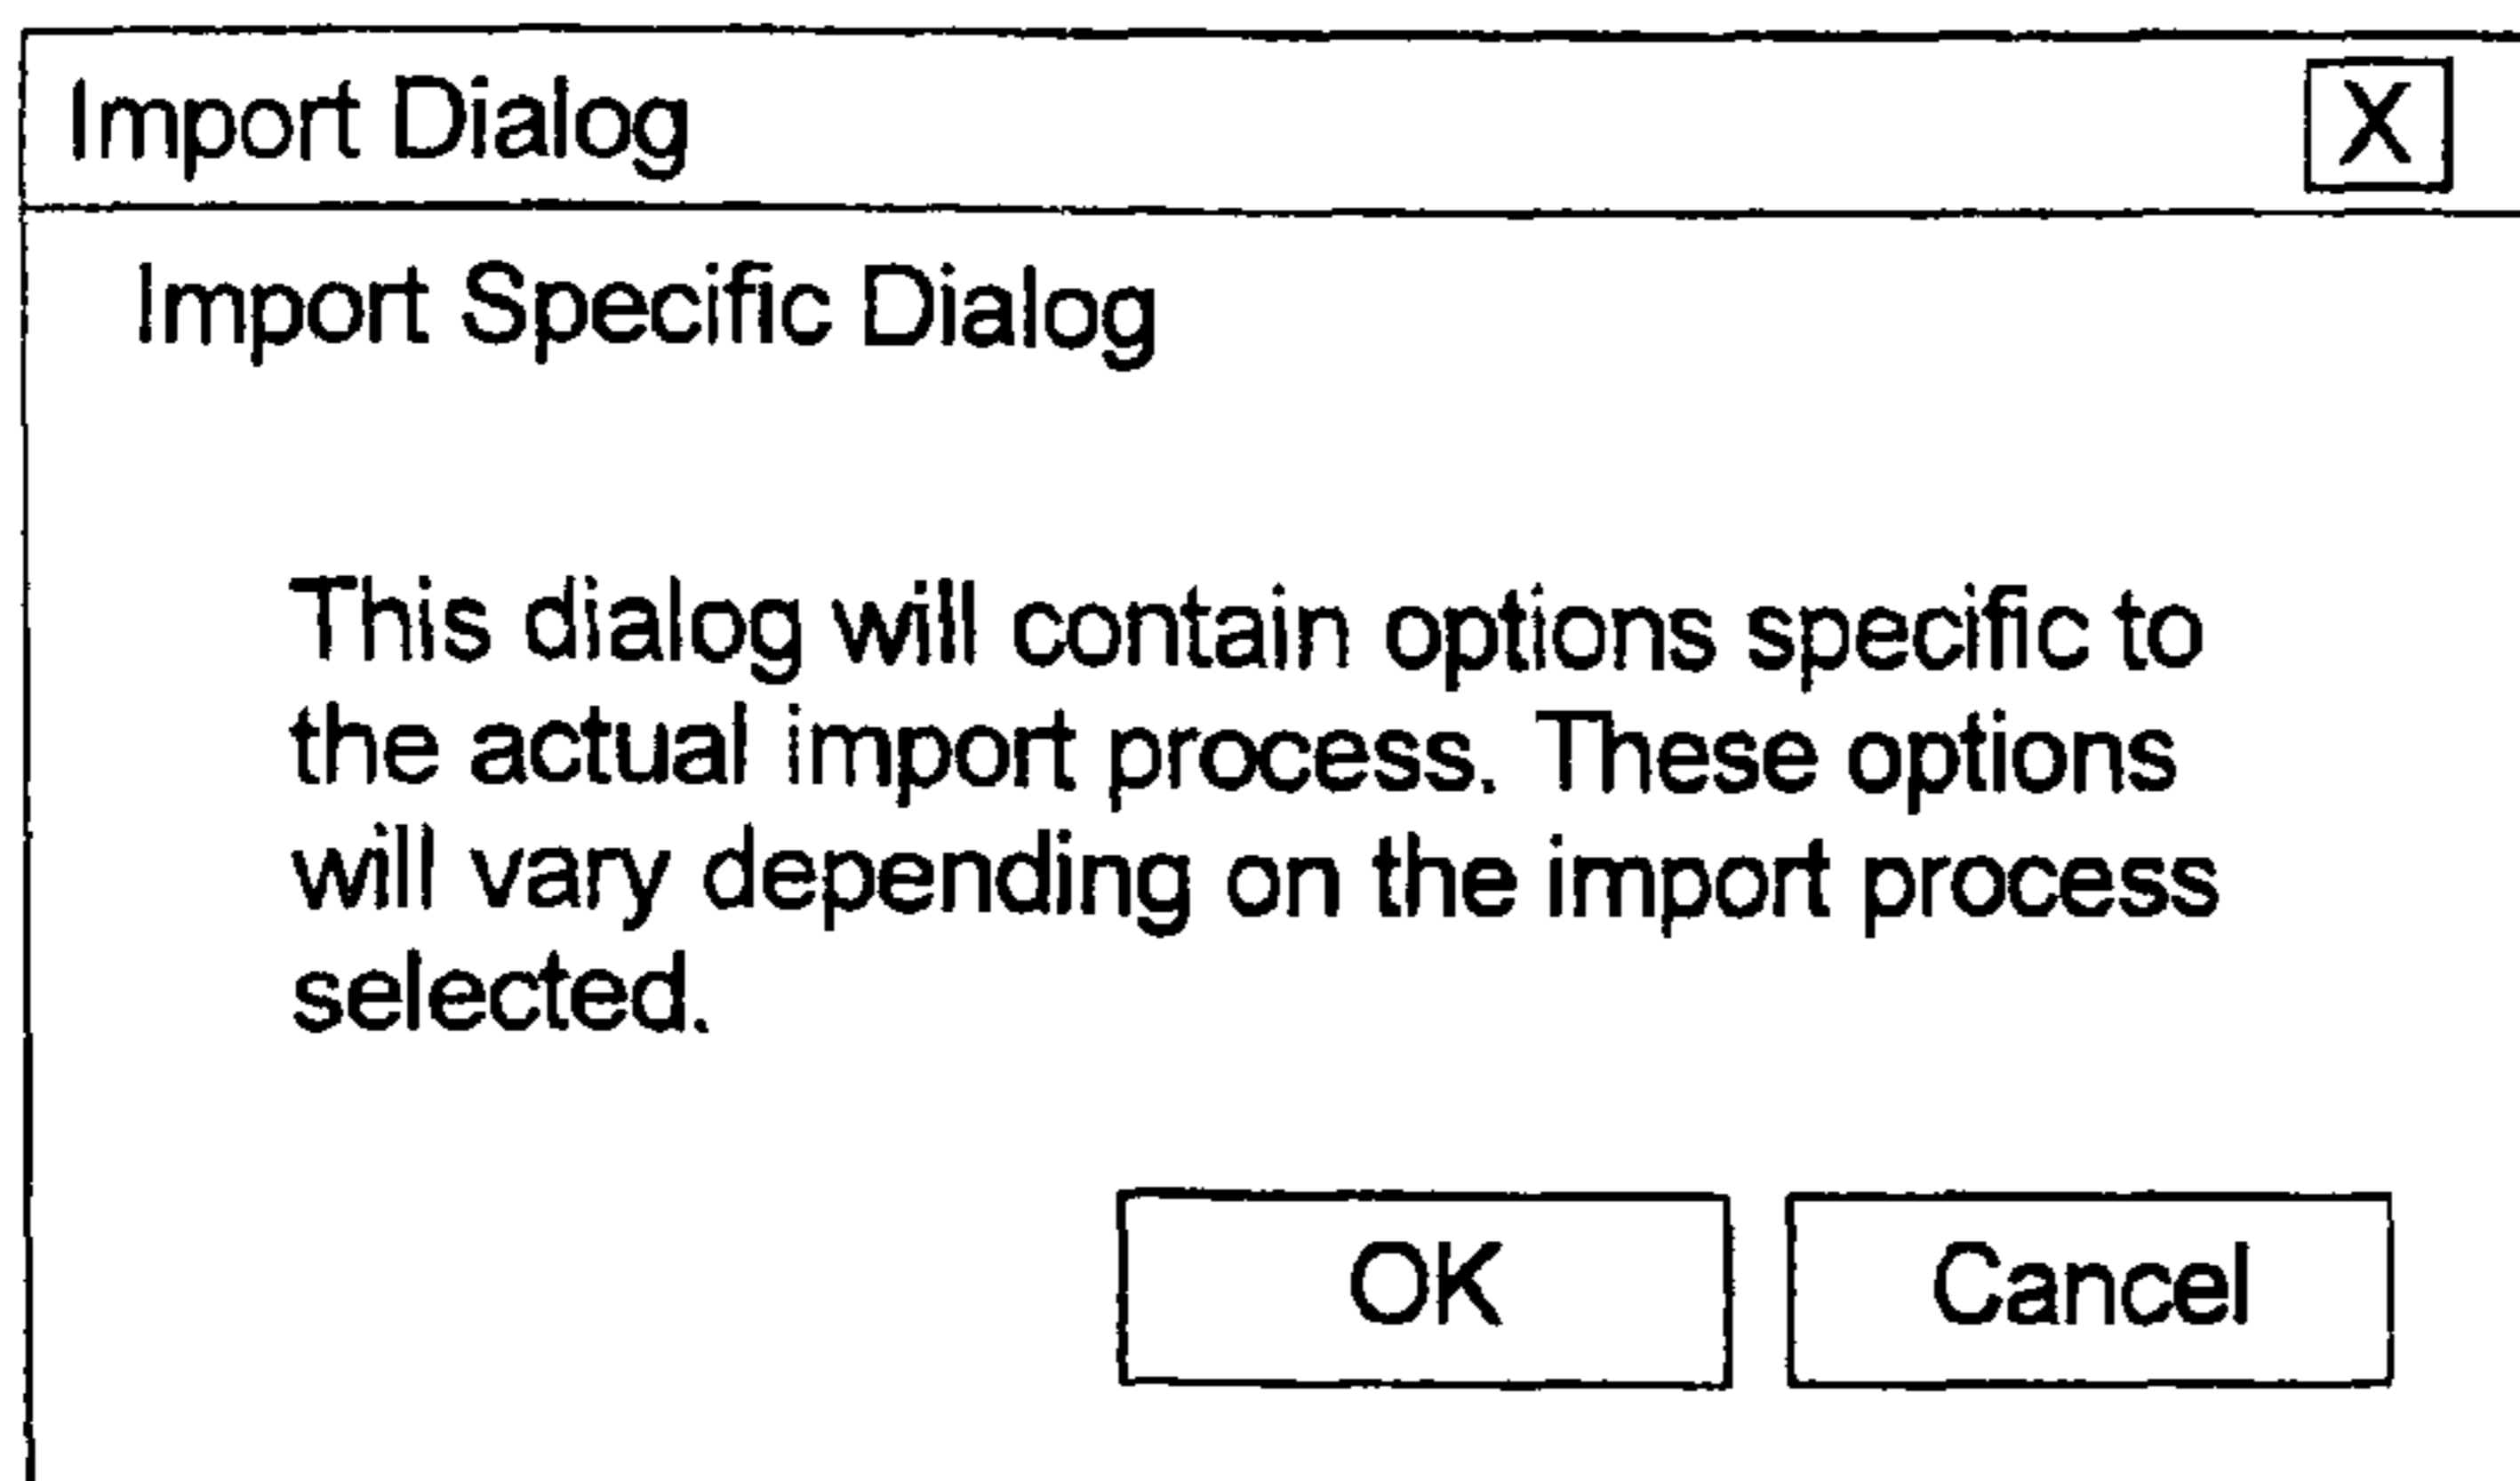 Import Dialog X
Import Specific Dialog
This dialog will contain options specific to
the actual import process. These options
will vary depending on the import process
selected.
OK Cancel